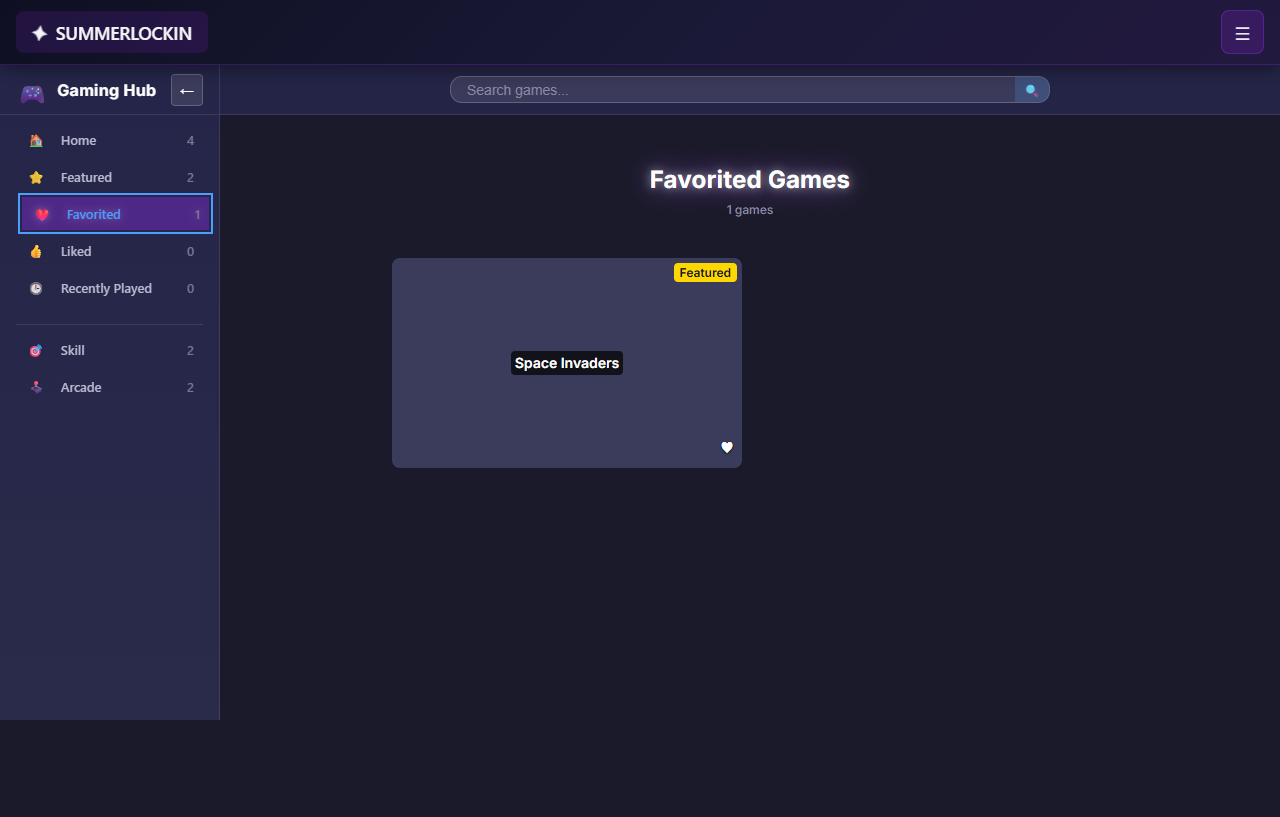 SUMMERLOCKIN
☰
Gaming Hub
←
Search games...
Home 4
Featured 2
Favorited 1
Liked 0
Recently Played 0
Skill 2
Arcade 2
Favorited Games
1 games
Featured
Space Invaders